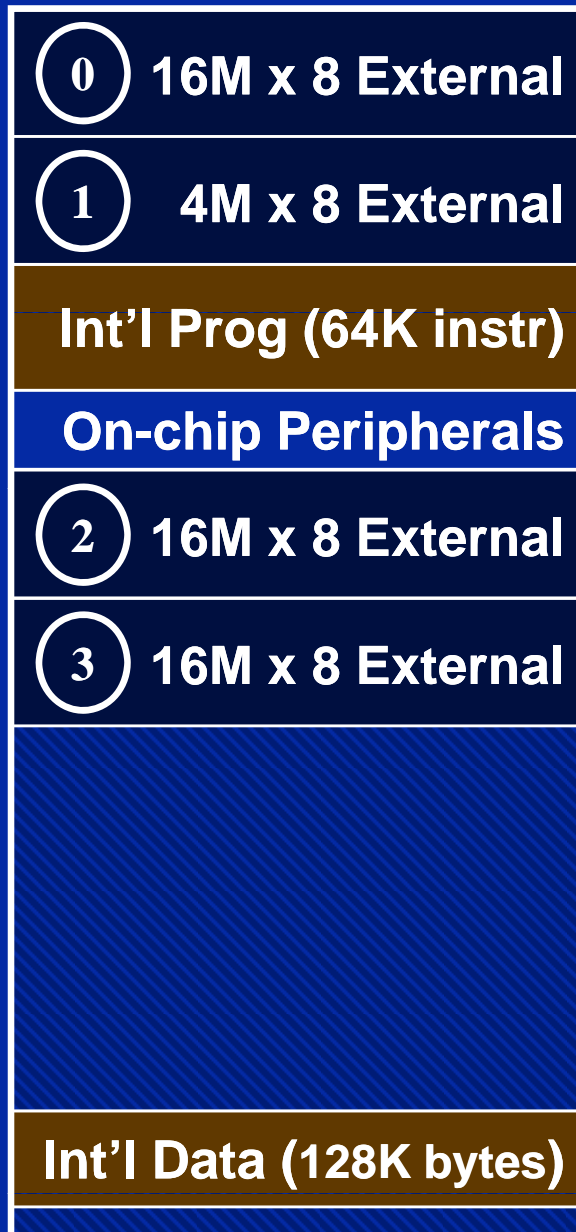 0 16M x 8 External
1 4M x 8 External
Int’l Prog (64K instr)
On-chip Peripherals
2 16M x 8 External
3 16M x 8 External
Int’l Data (128K bytes)